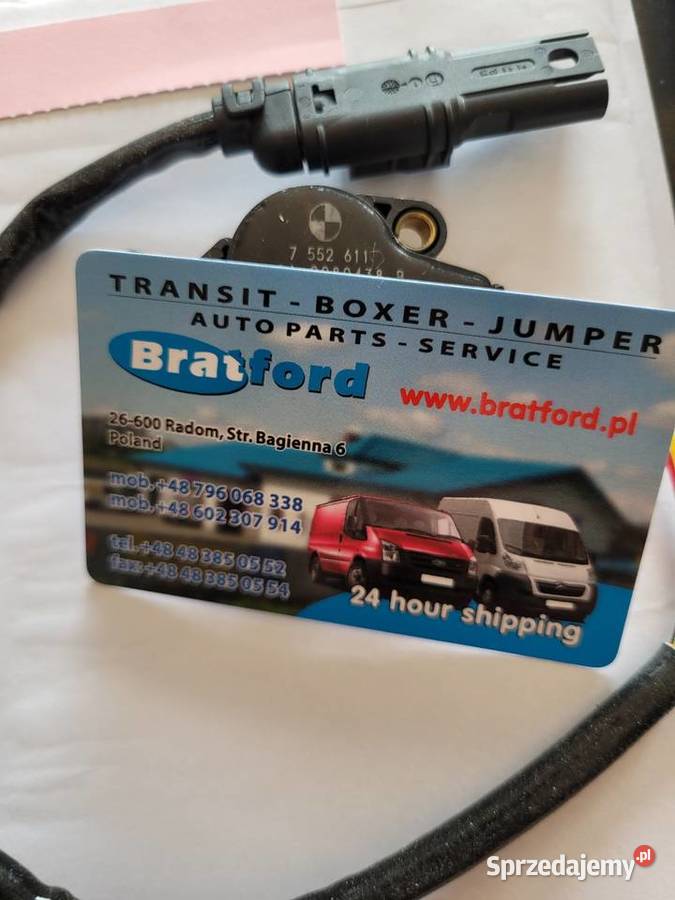 7 552 611
TRANSIT - BOXER - JUMPER
AUTO PARTS - SERVICE
Bratford
www.bratford.pl
26-600 Radom, Str. Bagienna 6
Poland
mob. +48 796 068 338
mob. +48 602 307 914
tel. +48 48 385 05 52
fax: +48 48 385 05 54
24 hour shipping
Sprzedajemy.pl